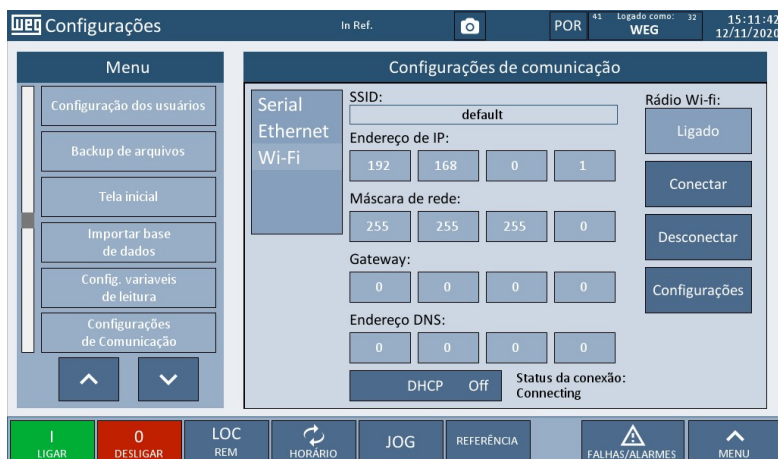 WEG Configurações
In Ref.
POR
41 Logado como: 32
WEG
15:11:42
12/11/2020
Menu
Configuração dos usuários
Backup de arquivos
Tela inicial
Importar base
de dados
Config. variaveis
de leitura
Configurações
de Comunicação
Configurações de comunicação
Serial
Ethernet
Wi-Fi
SSID:
default
Endereço de IP:
192 168 0 1
Máscara de rede:
255 255 255 0
Gateway:
0 0 0 0
Endereço DNS:
0 0 0 0
DHCP Off
Status da conexão:
Connecting
Rádio Wi-fi:
Ligado
Conectar
Desconectar
Configurações
I
LIGAR
0
DESLIGAR
LOC
REM
HORÁRIO
JOG
REFERÊNCIA
FALHAS/ALARMES
MENU